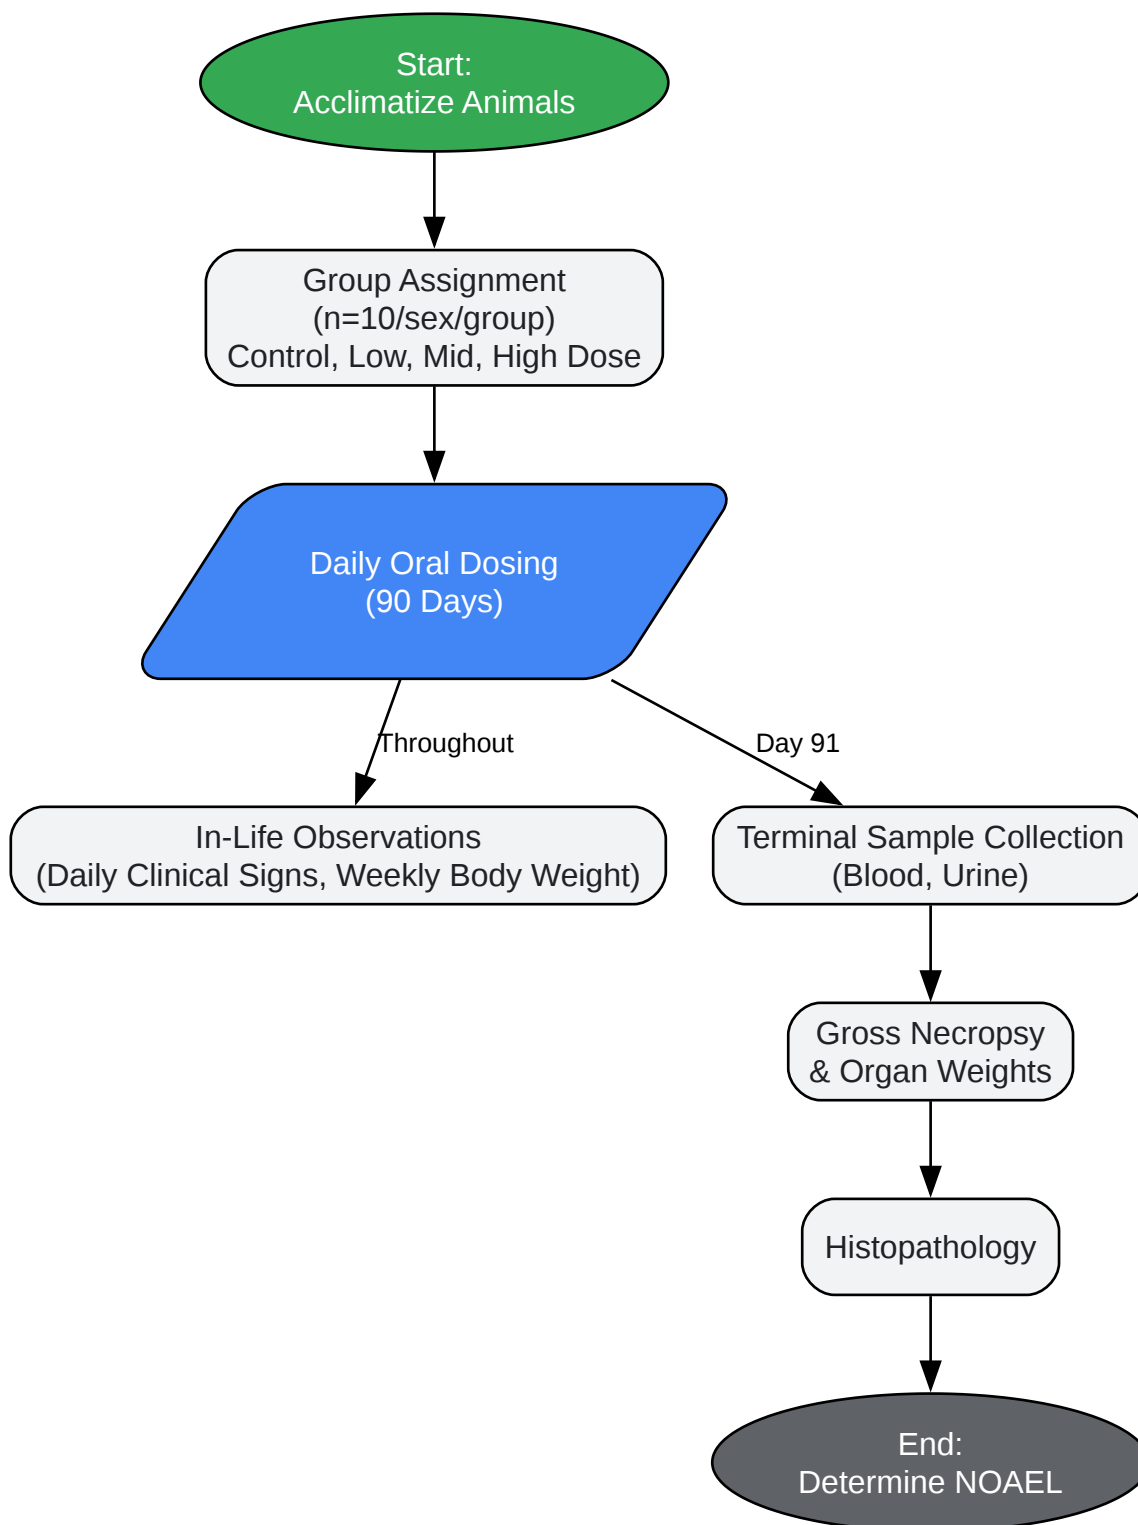 Start:
Acclimatize Animals
Group Assignment
(n=10/sex/group)
Control, Low, Mid, High Dose
Daily Oral Dosing
(90 Days)
Throughout
Day 91
In-Life Observations
(Daily Clinical Signs, Weekly Body Weight)
Terminal Sample Collection
(Blood, Urine)
Gross Necropsy
& Organ Weights
Histopathology
End:
Determine NOAEL